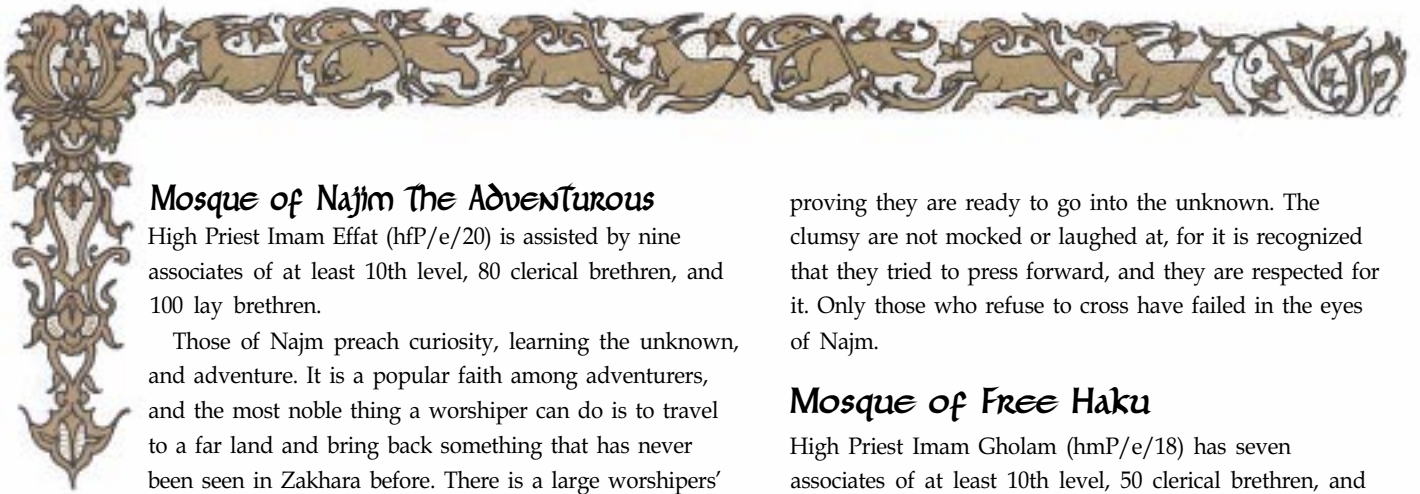 Mosque of Najim the Adventurous
High Priest Imam Effat (hfP/e/20) is assisted by nine
associates of at least 10th level, 80 clerical brethren, and
100 lay brethren.
Those of Najm preach curiosity, learning the unknown,
and adventure. It is a popular faith among adventurers,
and the most noble thing a worshiper can do is to travel
to a far land and bring back something that has never
been seen in Zakhara before. There is a large worshipers’
proving they are ready to go into the unknown. The
clumsy are not mocked or laughed at, for it is recognized
that they tried to press forward, and they are respected for
it. Only those who refuse to cross have failed in the eyes
of Najm.
Mosque of Free Haku
High Priest Imam Gholam (hmP/e/18) has seven
associates of at least 10th level, 50 clerical brethren, and